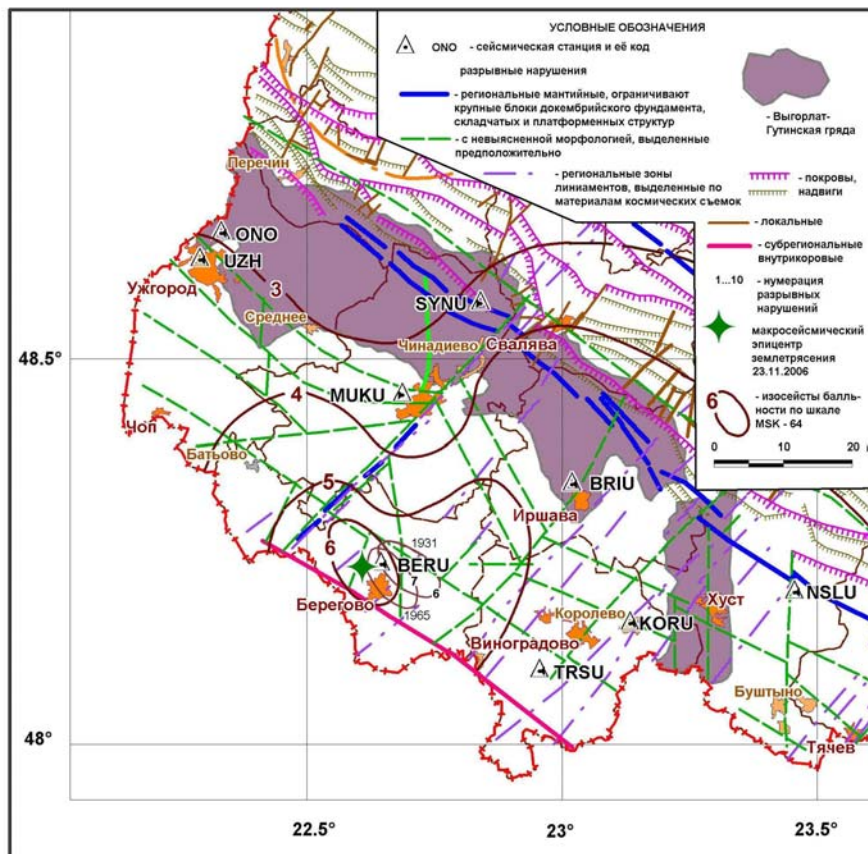 УСЛОВНЫЕ ОБОЗНАЧЕНИЯ
ONO - сейсмическая станция и её код
разрывные нарушения
- региональные мантийные, ограничивают
крупные блоки докембрийского фундамента,
складчатых и платформенных структур
- с невыясненной морфологией, выделенные
предположительно
- региональные зоны
линиаментов, выделенные по
материалам космических съемок
- Выгорлат-
Гутинская гряда
- покровы,
надвиги
- локальные
- субрегиональные
внутрикоровые
1...10 - нумерация
разрывных
нарушений
макросейсмический
эпицентр
землетрясения
23.11.2006
6 - изосейсты балль-
ности по шкале
MSK - 64
0 10 20
Перечин
ONO
UZH
Ужгород
3
Среднее
SYNU
Свалява
Чинадиево
48.5°
MUKU
4
Чоп
Батьово
5
BRIU
Иршава
6
1931
BERU
7
6
Берегово
1965
NSLU
Хуст
Королево
KORU
Виноградово
TRSU
Буштыно
Тячев
48°
22.5°
23°
23.5°